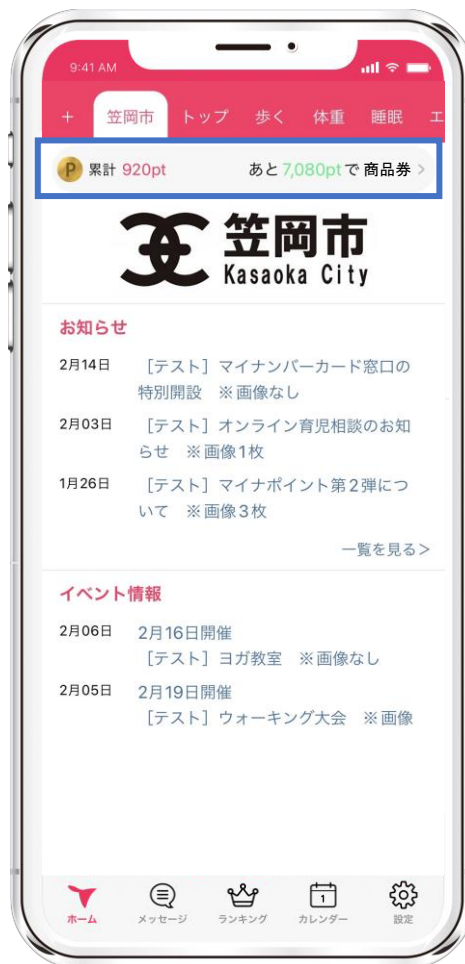 9:41 AM
+ 笠岡市 トップ 歩く 体重 睡眠 エ
P 累計 920pt あと7,080ptで 商品券 >
笠岡市
Kasaoka City
お知らせ
2月14日 ［テスト］マイナンバーカード窓口の
特別開設 ※画像なし
2月03日 ［テスト］オンライン育児相談のお知
らせ ※画像1枚
1月26日 ［テスト］マイナポイント第2弾につ
いて ※画像3枚
一覧を見る>
イベント情報
2月06日 2月16日開催
［テスト］ヨガ教室 ※画像なし
2月05日 2月19日開催
［テスト］ウォーキング大会 ※画像
1
ホーム メッセージ ランキング カレンダー 設定